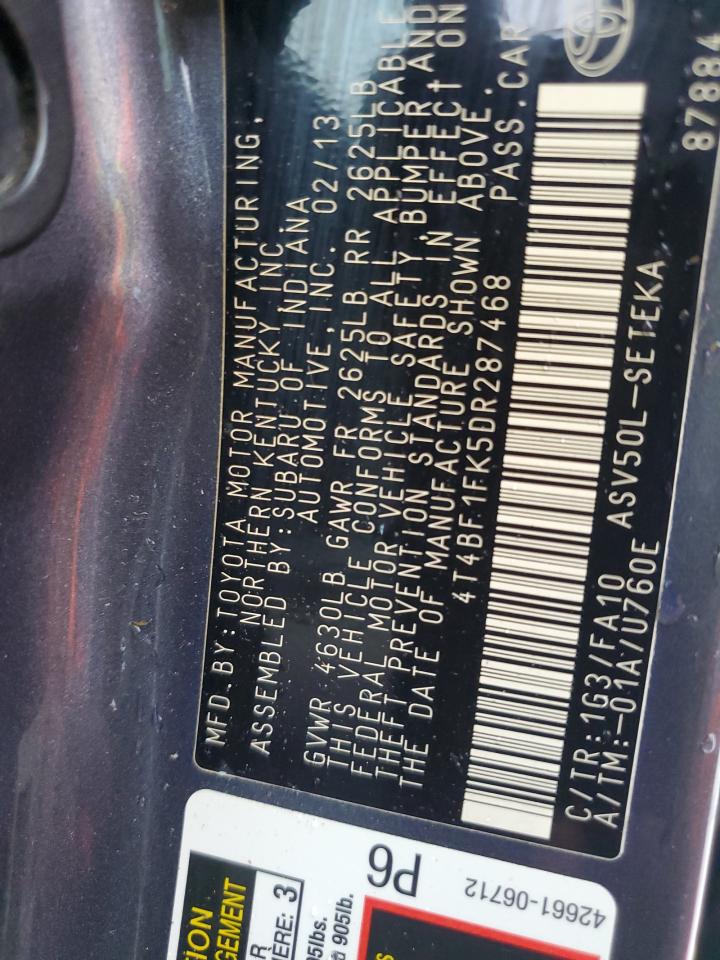 MFD.BY:TOYOTA MOTOR MANUFACTURING,
NORTHERN KENTUCKY INC.
ASSEMBLED BY:SUBARU OF INDIANA
AUTOMOTIVE,INC. 02/13
GVWR 4630LB GAWR FR 2625LB RR 2625LB
THIS VEHICLE CONFORMS TO ALL APPLICABLE
FEDERAL MOTOR VEHICLE SAFETY BUMPER,AND
THEFT PREVENTION STANDARDS IN EFFECT ON
THE DATE OF MANUFACTURE SHOWN ABOVE.
4T4BF1FK5DR287468 PASS.CAR
C/TR:1G3/FA10 ASV50L-SETEKA
A/TM:-01A/U760E
87884
P6
42661-06712
GEMENT
3
905lb.